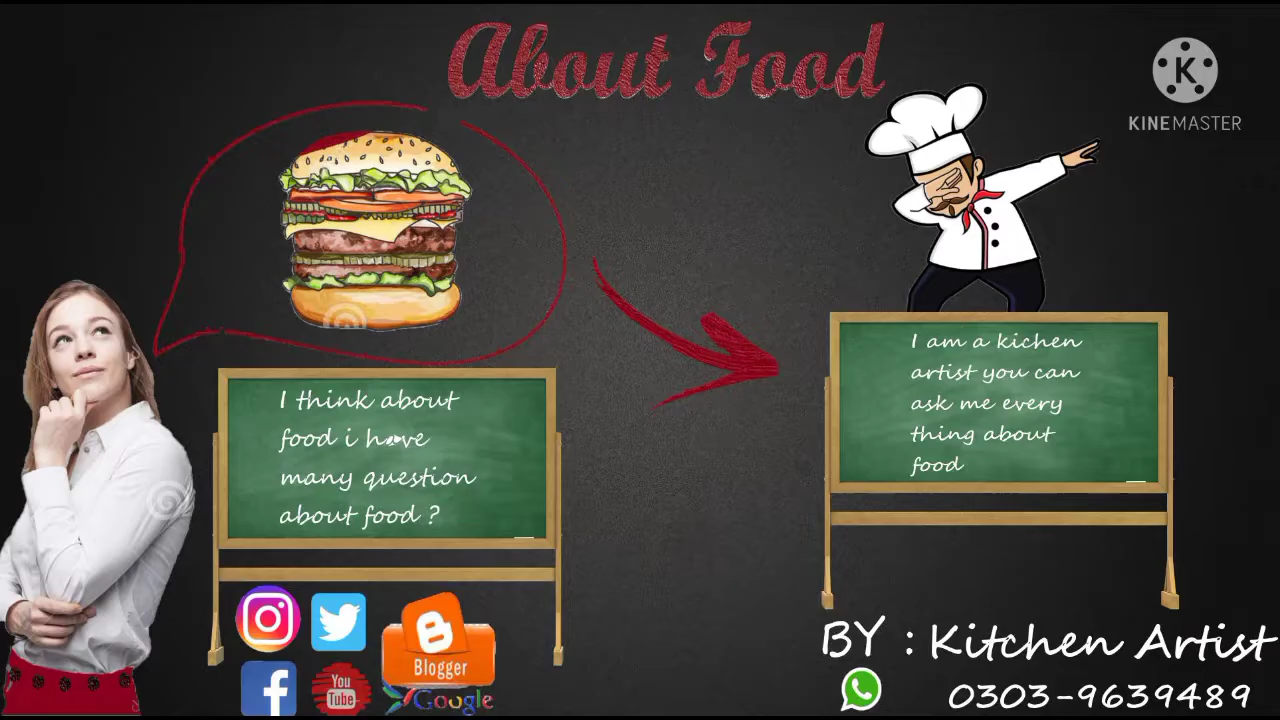 About Food
K
KINEMASTER
I think about
food i have
many question
about food ?
I am a kichen
artist you can
ask me every
thing about
food
Blogger
You
Tube
Google
BY : Kitchen Artist
0303-9639489